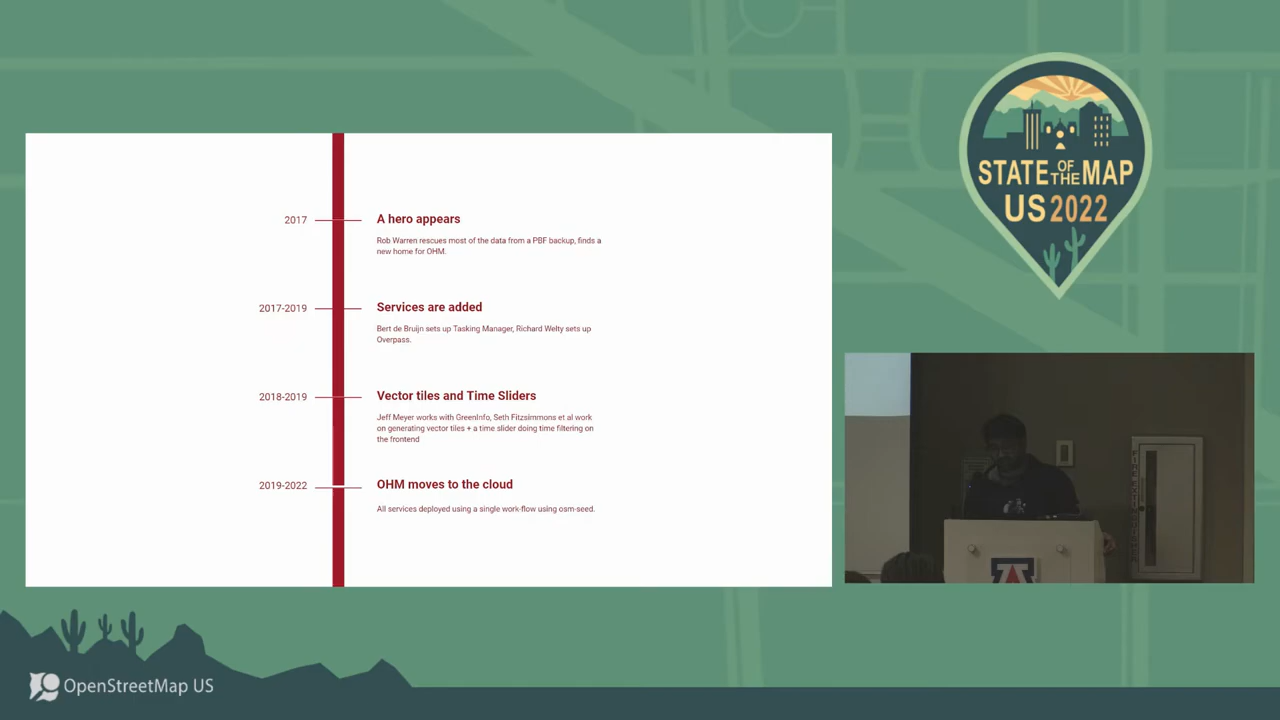 2017
A hero appears
Rob Warren rescues most of the data from a PBF backup, finds a
new home for OHM.
2017-2019
Services are added
Bert de Bruijn sets up Tasking Manager, Richard Welty sets up
Overpass.
2018-2019
Vector tiles and Time Sliders
Jeff Meyer works with GreenInfo, Seth Fitzsimmons et al work
on generating vector tiles + a time slider doing time filtering on
the frontend
2019-2022
OHM moves to the cloud
All services deployed using a single work-flow using osm-seed.
STATE OF THE MAP
US 2022
A
OpenStreetMap US